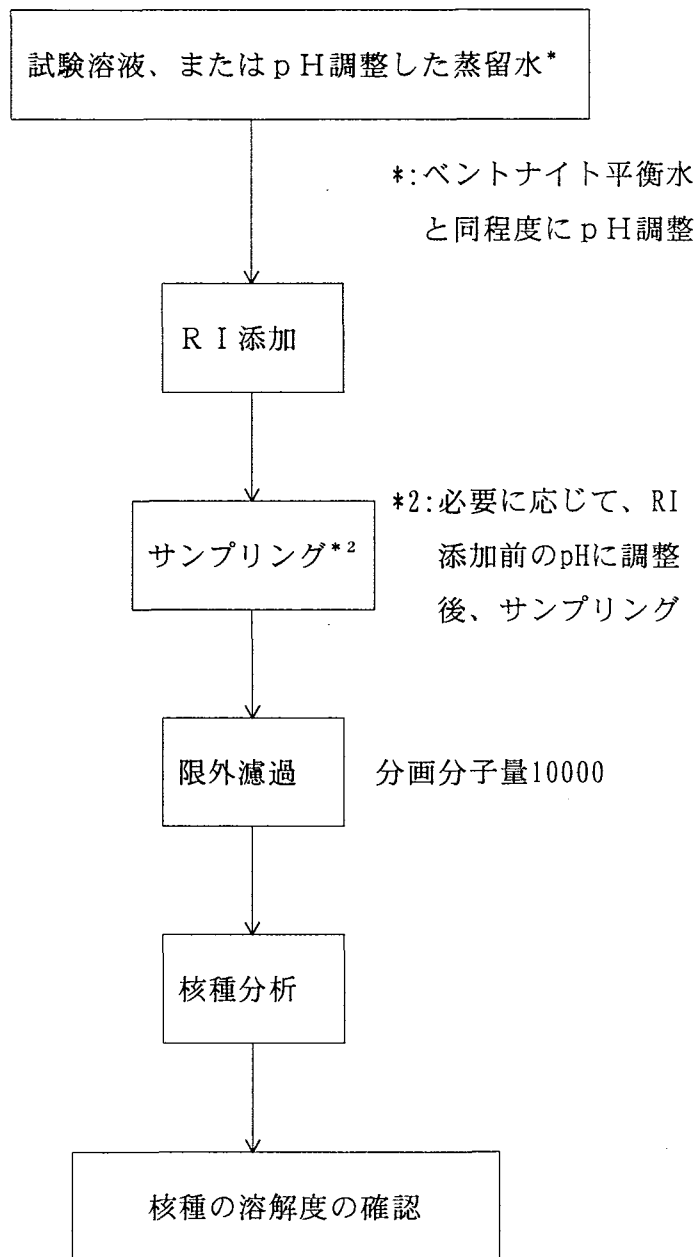 試験溶液、またはｐＨ調整した蒸留水*
*:ベントナイト平衡水
と同程度にｐＨ調整
ＲＩ添加
サンプリング*²
*2:必要に応じて、RI
添加前のpHに調整
後、サンプリング
限外濾過
分画分子量10000
核種分析
核種の溶解度の確認